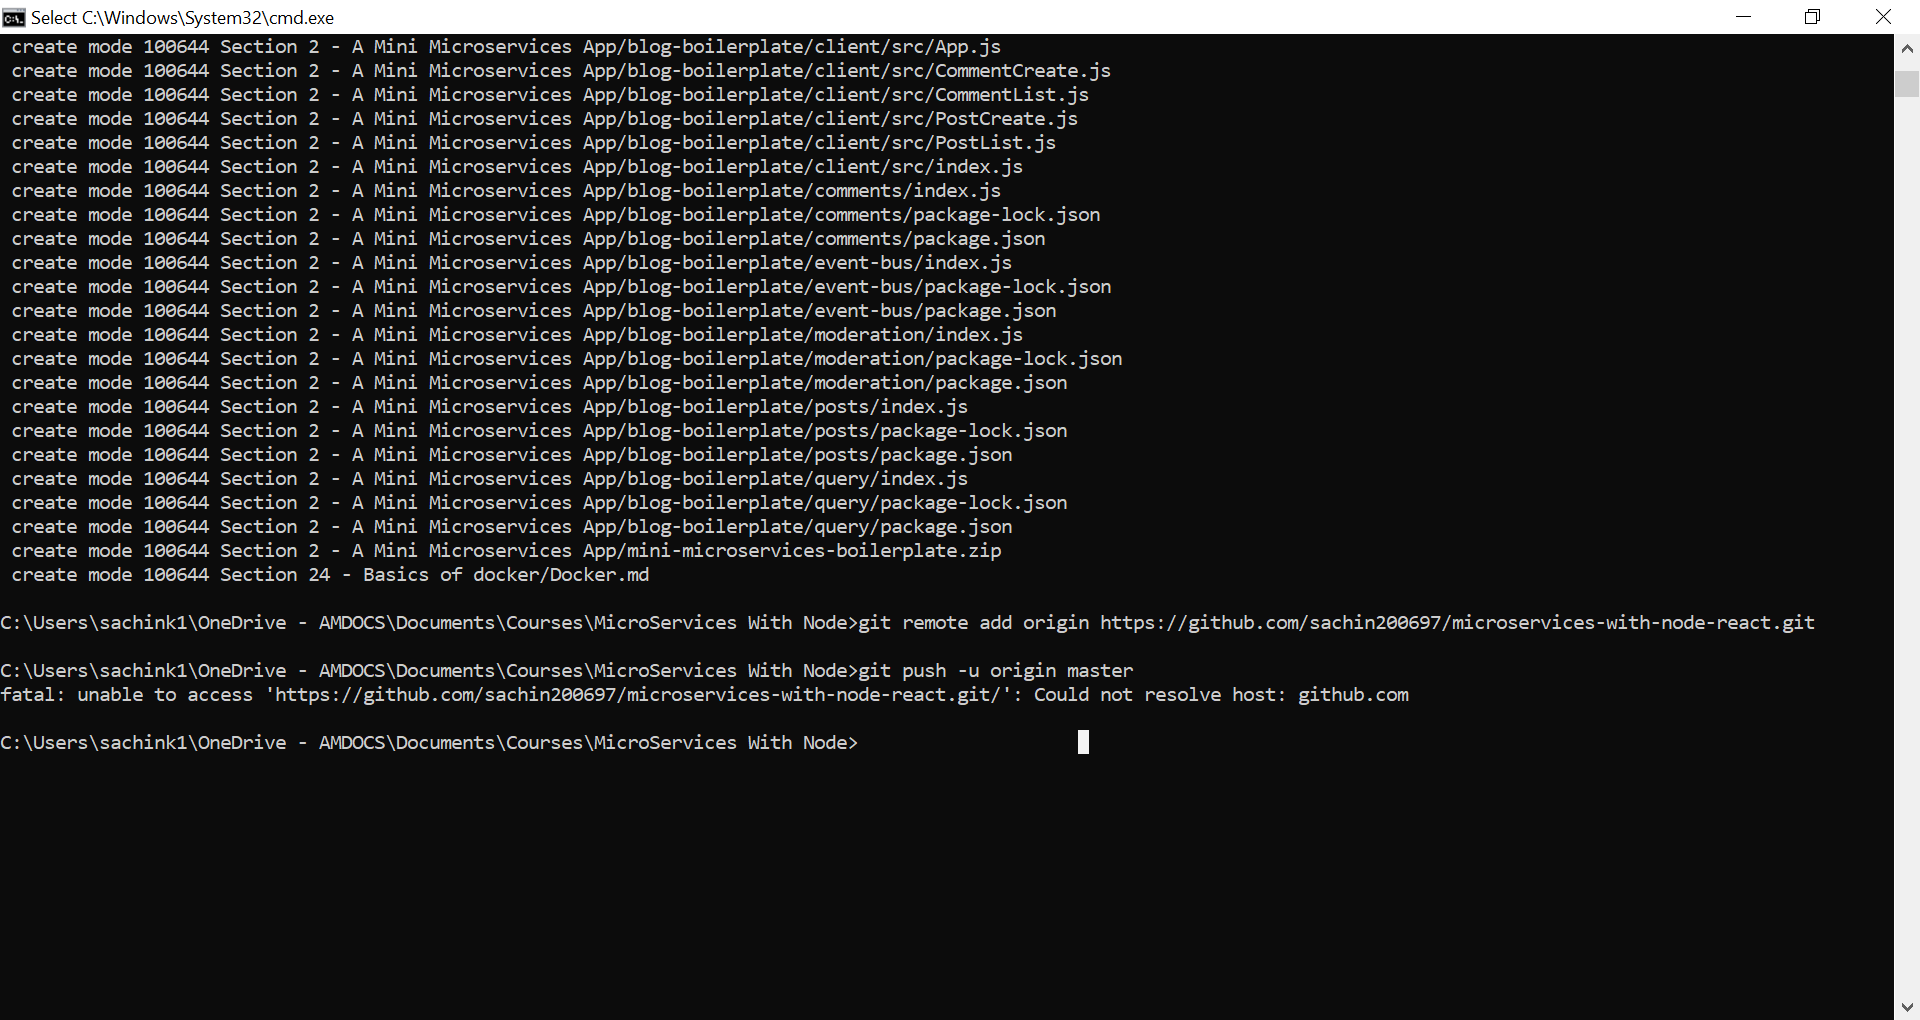 Select C:\Windows\System32\cmd.exe
create mode 100644 Section 2 - A Mini Microservices App/blog-boilerplate/client/src/App.js
create mode 100644 Section 2 - A Mini Microservices App/blog-boilerplate/client/src/CommentCreate.js
create mode 100644 Section 2 - A Mini Microservices App/blog-boilerplate/client/src/CommentList.js
create mode 100644 Section 2 - A Mini Microservices App/blog-boilerplate/client/src/PostCreate.js
create mode 100644 Section 2 - A Mini Microservices App/blog-boilerplate/client/src/PostList.js
create mode 100644 Section 2 - A Mini Microservices App/blog-boilerplate/client/src/index.js
create mode 100644 Section 2 - A Mini Microservices App/blog-boilerplate/comments/index.js
create mode 100644 Section 2 - A Mini Microservices App/blog-boilerplate/comments/package-lock.json
create mode 100644 Section 2 - A Mini Microservices App/blog-boilerplate/comments/package.json
create mode 100644 Section 2 - A Mini Microservices App/blog-boilerplate/event-bus/index.js
create mode 100644 Section 2 - A Mini Microservices App/blog-boilerplate/event-bus/package-lock.json
create mode 100644 Section 2 - A Mini Microservices App/blog-boilerplate/event-bus/package.json
create mode 100644 Section 2 - A Mini Microservices App/blog-boilerplate/moderation/index.js
create mode 100644 Section 2 - A Mini Microservices App/blog-boilerplate/moderation/package-lock.json
create mode 100644 Section 2 - A Mini Microservices App/blog-boilerplate/moderation/package.json
create mode 100644 Section 2 - A Mini Microservices App/blog-boilerplate/posts/index.js
create mode 100644 Section 2 - A Mini Microservices App/blog-boilerplate/posts/package-lock.json
create mode 100644 Section 2 - A Mini Microservices App/blog-boilerplate/posts/package.json
create mode 100644 Section 2 - A Mini Microservices App/blog-boilerplate/query/index.js
create mode 100644 Section 2 - A Mini Microservices App/blog-boilerplate/query/package-lock.json
create mode 100644 Section 2 - A Mini Microservices App/blog-boilerplate/query/package.json
create mode 100644 Section 2 - A Mini Microservices App/mini-microservices-boilerplate.zip
create mode 100644 Section 24 - Basics of docker/Docker.md
C:\Users\sachink1\OneDrive - AMDOCS\Documents\Courses\MicroServices With Node>git remote add origin https://github.com/sachin200697/microservices-with-node-react.git
C:\Users\sachink1\OneDrive - AMDOCS\Documents\Courses\MicroServices With Node>git push -u origin master
fatal: unable to access 'https://github.com/sachin200697/microservices-with-node-react.git/': Could not resolve host: github.com
C:\Users\sachink1\OneDrive - AMDOCS\Documents\Courses\MicroServices With Node>